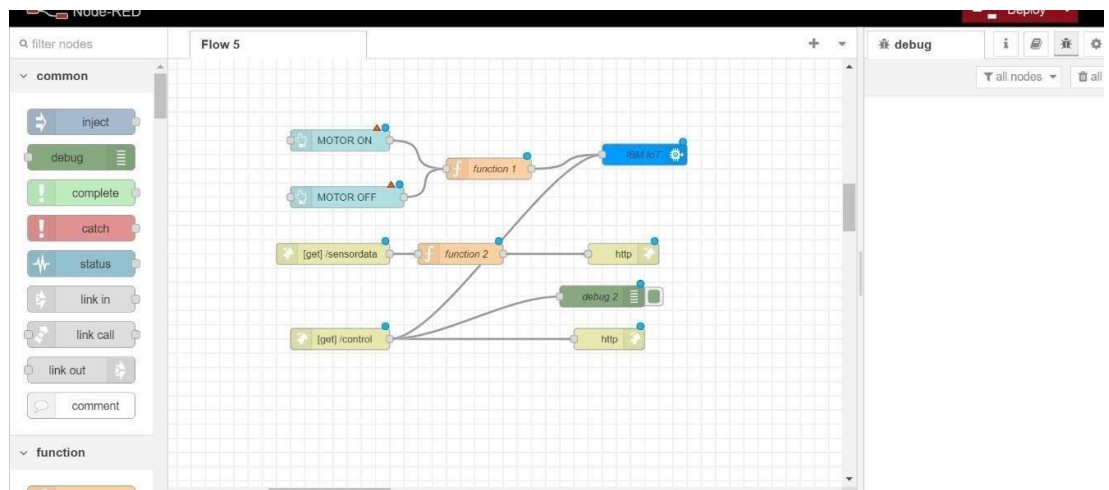 Node-RED
Deploy
filter nodes
Flow 5
debug
i
common
all nodes
all
inject
debug
complete
catch
status
link in
link call
link out
comment
function
MOTOR ON
MOTOR OFF
f function 1
IBM IoT
[get] /sensordata
f function 2
http
debug 2
[get] /control
http